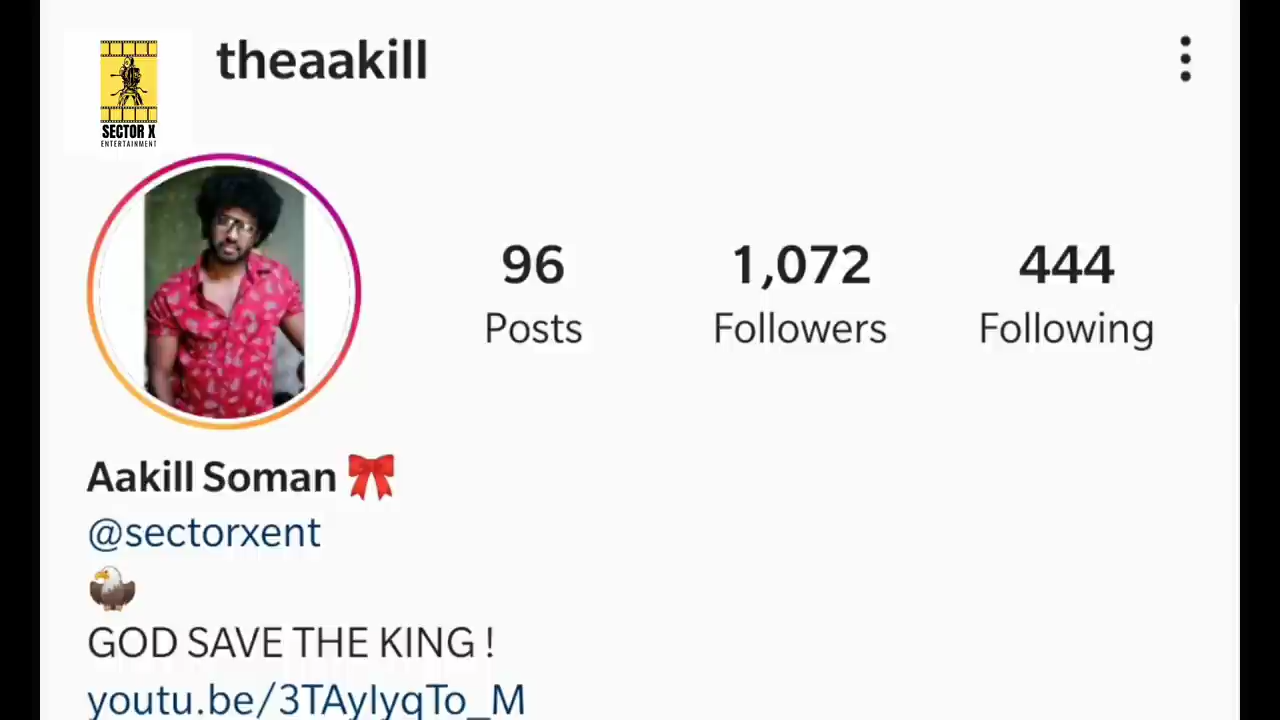 theaakill
SECTOR X
ENTERTAINMENT
96 1,072 444
Posts Followers Following
Aakill Soman
@sectorxent
GOD SAVE THE KING !
youtu.be/3TAyIyqTo_M